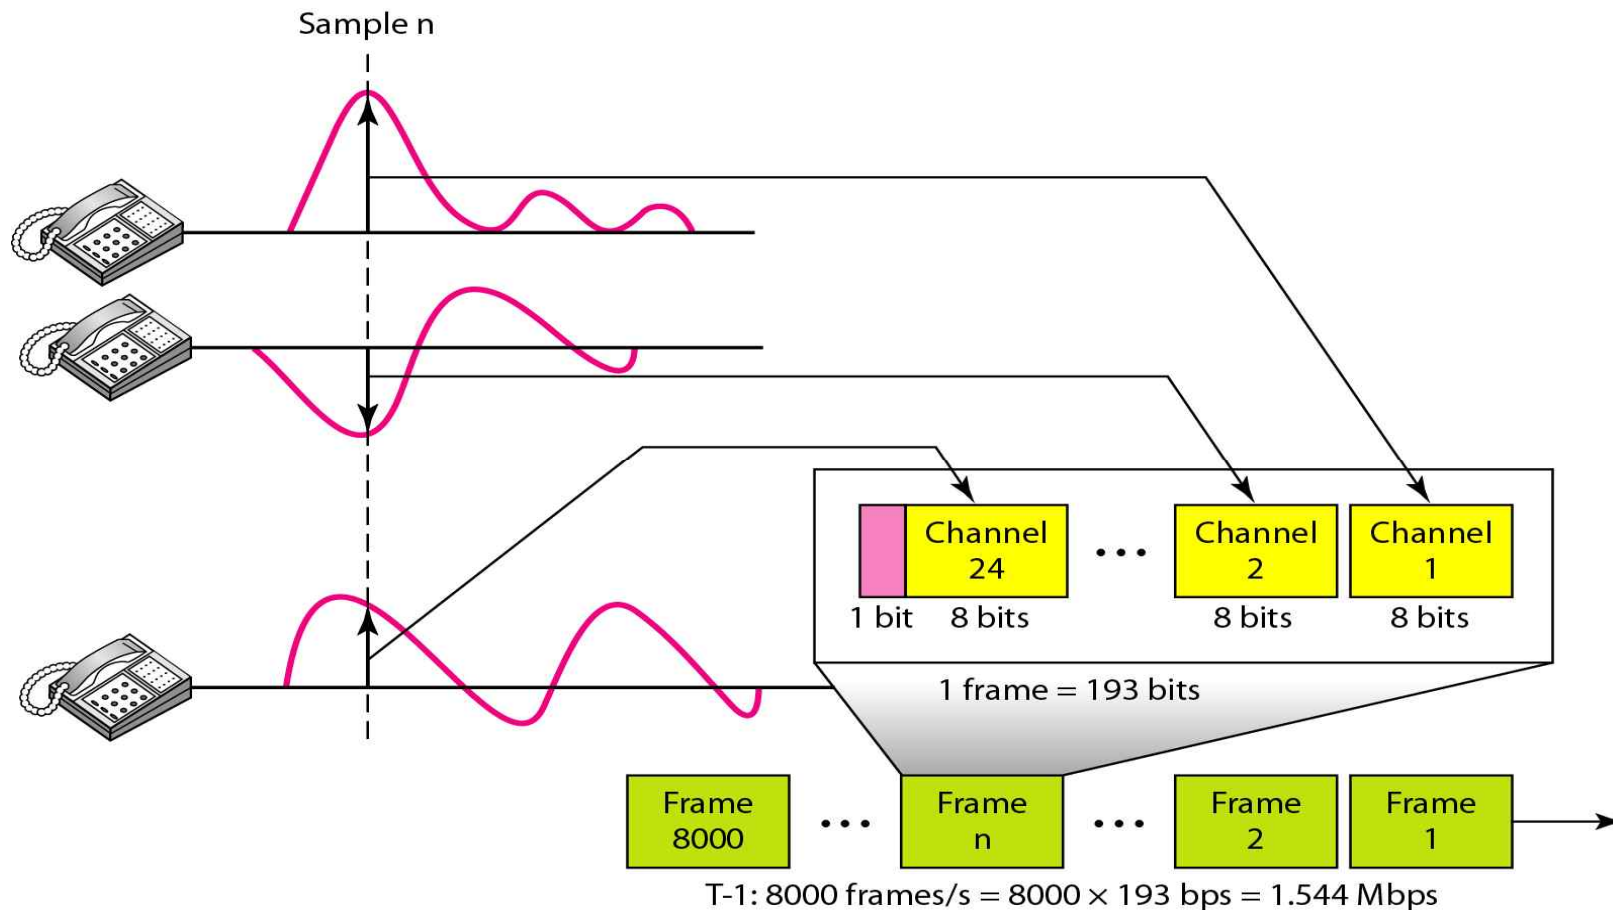 Sample n
Channel
24
Channel
2
Channel
1
1 bit
8 bits
8 bits
8 bits
1 frame = 193 bits
Frame
8000
Frame
n
Frame
2
Frame
1
T-1: 8000 frames/s = 8000 × 193 bps = 1.544 Mbps